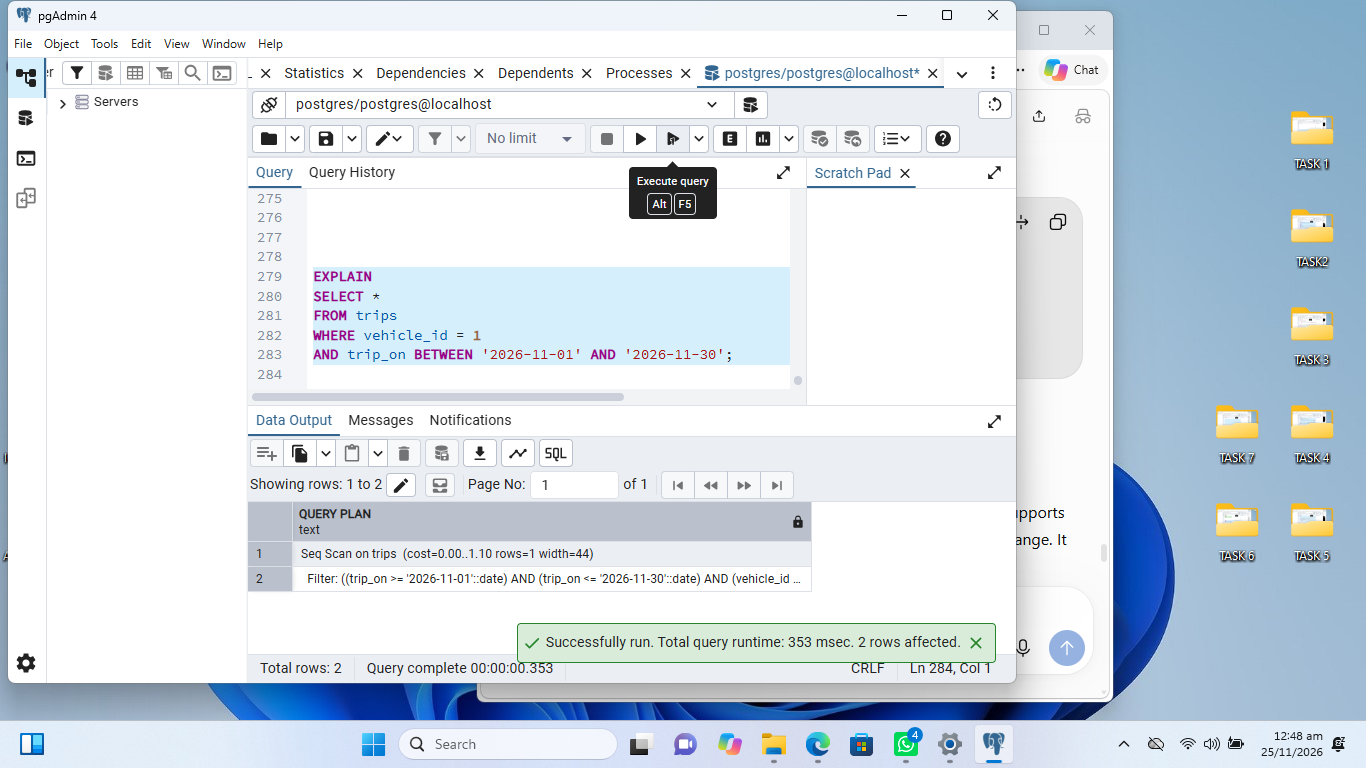 pgAdmin 4
File Object Tools Edit View Window Help
er
Statistics Dependencies Dependents Processes postgres/postgres@localhost*
Chat
Servers
postgres/postgres@localhost
No limit
E
Query Query History
Execute query
Alt F5
Scratch Pad
275
276
277
278
279 EXPLAIN
280 SELECT *
281 FROM trips
282 WHERE vehicle_id = 1
283 AND trip_on BETWEEN '2026-11-01' AND '2026-11-30';
284
Data Output Messages Notifications
SQL
Showing rows: 1 to 2 Page No: 1 of 1
QUERY PLAN
text
1 Seq Scan on trips (cost=0.00..1.10 rows=1 width=44)
2 Filter: ((trip_on >= '2026-11-01'::date) AND (trip_on <= '2026-11-30'::date) AND (vehicle_id ...
Successfully run. Total query runtime: 353 msec. 2 rows affected.
Total rows: 2 Query complete 00:00:00.353 CRLF Ln 284, Col 1
pports
ange. It
TASK 1
TASK2
TASK 3
TASK 7 TASK 4
TASK 6 TASK 5
Search
4
12:48 am
25/11/2026